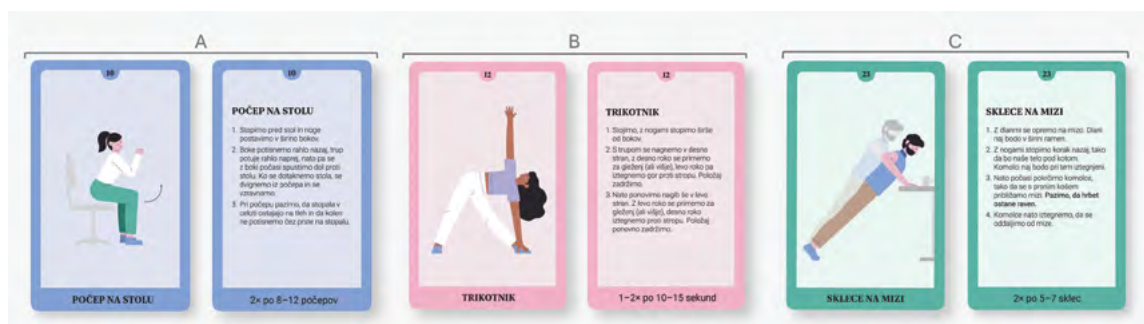 A
B
C
10
POČEP NA STOLU
10
POČEP NA STOLU
1. Stopimo pred stol in noge
postavimo v širino bokov.
2. Boke potisnemo rahlo nazaj, trup
potuje rahlo naprej, nato pa se
z boki počasi spustimo dol proti
stolu. Ko se dotaknemo stola, se
dvignemo iz počepa in se
vzravnamo.
3. Pri počepu pazimo, da stopala v
celoti ostajajo na tleh in da kolen
ne potisnemo čez prste na stopalu.
2× po 8–12 počepov
12
TRIKOTNIK
12
TRIKOTNIK
1. Stojimo, z nogami stopimo širše
od bokov.
2. S trupom se nagnemo v desno
stran, z desno roko se primemo
za gleženj (ali višje), levo roko pa
iztegnemo gor proti stropu. Položaj
zadržimo.
3. Nato ponovimo nagib še v levo
stran. Z levo roko se primemo za
gleženj (ali višje), desno roko
iztegnemo proti stropu. Položaj
ponovno zadržimo.
1–2× po 10–15 sekund
23
SKLECE NA MIZI
23
SKLECE NA MIZI
1. Z dlanmi se opremo na mizo. Dlani
naj bodo v širini ramen.
2. Z nogami stopimo korak nazaj, tako
da bo naše telo pod kotom.
Komolci naj bodo pri tem iztegnjeni.
3. Nato počasi pokrčimo komolce,
tako da se s prsnim košem
približamo mizi. Pazimo, da hrbet
ostane raven.
4. Komolce nato iztegnemo, da se
oddaljimo od mize.
2× po 5–7 sklec